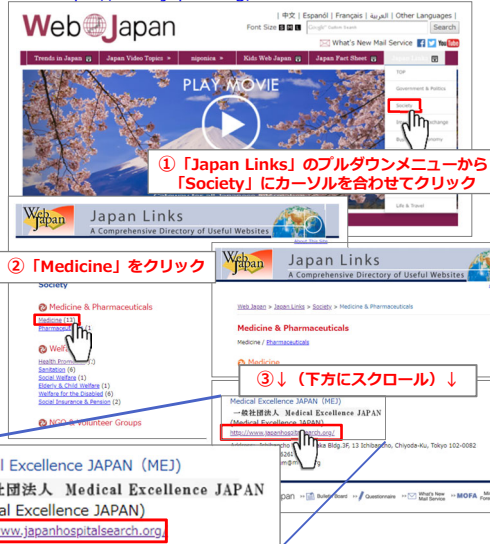 Web Japan
| 中文 | Español | Français | العربية | Other Languages |
Font Size S M L
Search
What's New Mail Service
Trends in Japan
Japan Video Topics »
niponica »
Kids Web Japan
Japan Fact Sheet
TOP
Government & Politics
Society
PLAY MOVIE
①「Japan Links」のプルダウンメニューから
「Society」にカーソルを合わせてクリック
Life & Travel
Web Japan
Japan Links
A Comprehensive Directory of Useful Websites
About This Site
②「Medicine」をクリック
Society
Medicine & Pharmaceuticals
Medicine (13)
Health Promotion
Sanitation (6)
Social Welfare (1)
Elderly & Child Welfare (1)
Welfare for the Disabled (6)
Social Insurance & Pension (2)
NGO & Volunteer Groups
Web Japan
Japan Links
A Comprehensive Directory of Useful Websites
Web Japan > Japan Links > Society > Medicine & Pharmaceuticals
Medicine & Pharmaceuticals
Medicine / Pharmaceuticals
Medicine
③↓（下方にスクロール）↓
Medical Excellence JAPAN (MEJ)
一般社団法人 Medical Excellence JAPAN
(Medical Excellence JAPAN)
http://www.japanhospitalsearch.org/
Bldg.3F, 13 Ichibancho, Chiyoda-Ku, Tokyo 102-0082
Bulletin Board
Questionnaire
What's New Mail Service
MOFA
l Excellence JAPAN (MEJ)
社団法人 Medical Excellence JAPAN
al Excellence JAPAN)
ww.japanhospitalsearch.org/